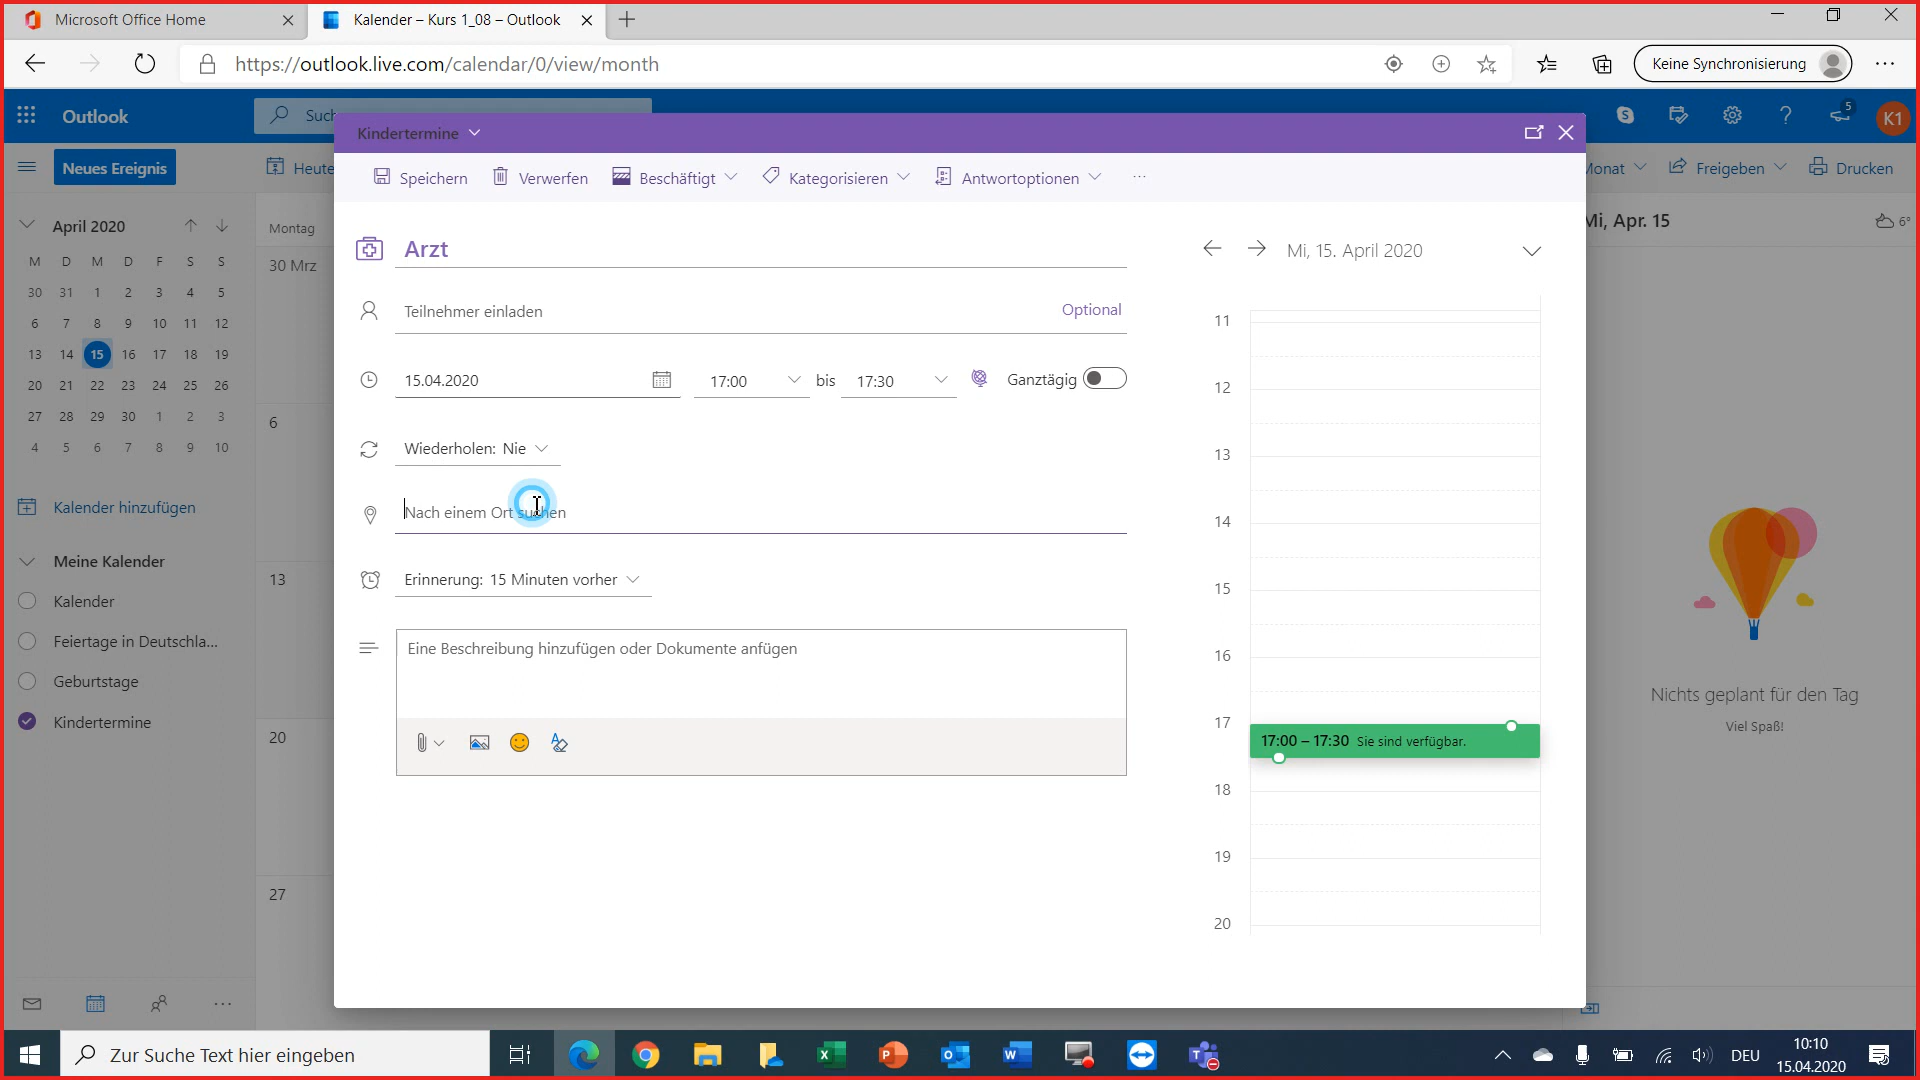 Microsoft Office Home
Kalender – Kurs 1_08 – Outlook
https://outlook.live.com/calendar/0/view/month
Keine Synchronisierung
Outlook
Such
5
K1
Kindertermine
Neues Ereignis
Heute
Speichern
Verwerfen
Beschäftigt
Kategorisieren
Antwortoptionen
Monat
Freigeben
Drucken
April 2020
M D M D F S S
30 31 1 2 3 4 5
6 7 8 9 10 11 12
13 14 15 16 17 18 19
20 21 22 23 24 25 26
27 28 29 30 1 2 3
4 5 6 7 8 9 10
Kalender hinzufügen
Meine Kalender
Kalender
Feiertage in Deutschla...
Geburtstage
Kindertermine
Montag
30 Mrz
6
13
20
27
Arzt
Teilnehmer einladen
Optional
15.04.2020
17:00
bis
17:30
Ganztägig
Wiederholen: Nie
Nach einem Ort suchen
Erinnerung: 15 Minuten vorher
Eine Beschreibung hinzufügen oder Dokumente anfügen
Mi, 15. April 2020
11
12
13
14
15
16
17
17:00 – 17:30 Sie sind verfügbar.
18
19
20
Mi, Apr. 15
6°
Nichts geplant für den Tag
Viel Spaß!
Zur Suche Text hier eingeben
DEU
10:10
15.04.2020